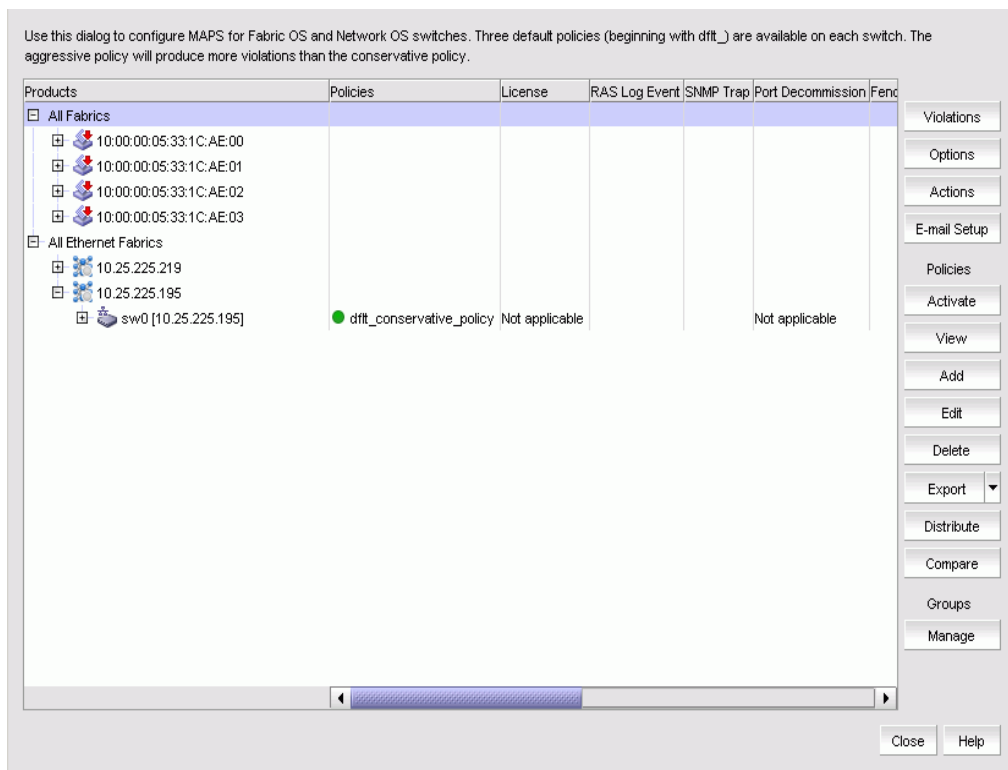 Use this dialog to configure MAPS for Fabric OS and Network OS switches. Three default policies (beginning with dflt_) are available on each switch. The
aggressive policy will produce more violations than the conservative policy.
Products Policies License RAS Log Event SNMP Trap Port Decommission Fenc
All Fabrics
10:00:00:05:33:1C:AE:00
10:00:00:05:33:1C:AE:01
10:00:00:05:33:1C:AE:02
10:00:00:05:33:1C:AE:03
All Ethernet Fabrics
10.25.225.219
10.25.225.195
sw0 [10.25.225.195] dflt_conservative_policy Not applicable Not applicable
Violations
Options
Actions
E-mail Setup
Policies
Activate
View
Add
Edit
Delete
Export
Distribute
Compare
Groups
Manage
Close Help